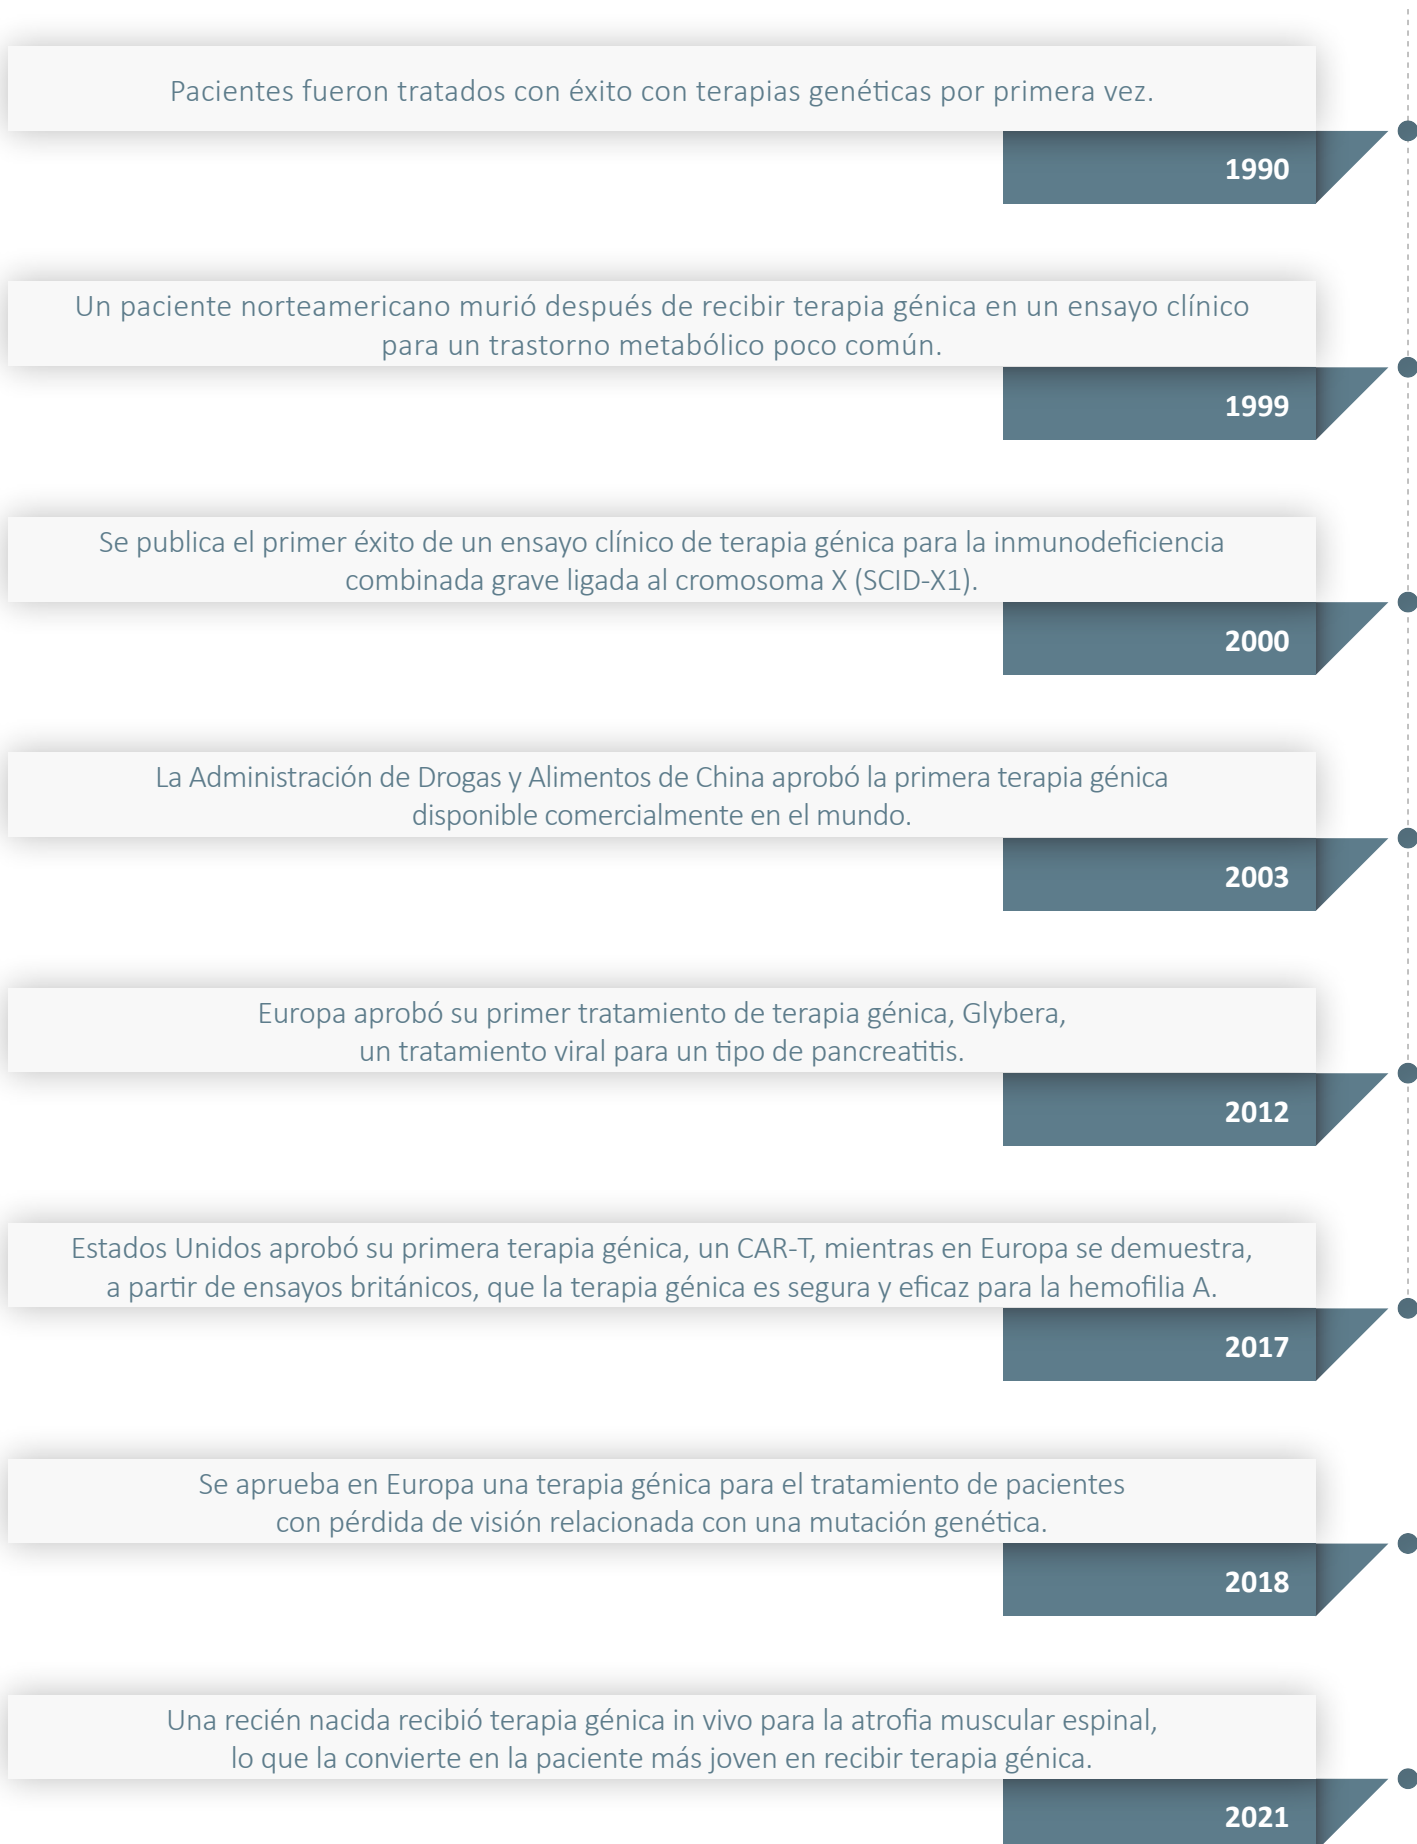 Pacientes fueron tratados con éxito con terapias genéticas por primera vez.
1990
Un paciente norteamericano murió después de recibir terapia génica en un ensayo clínico
para un trastorno metabólico poco común.
1999
Se publica el primer éxito de un ensayo clínico de terapia génica para la inmunodeficiencia
combinada grave ligada al cromosoma X (SCID-X1).
2000
La Administración de Drogas y Alimentos de China aprobó la primera terapia génica
disponible comercialmente en el mundo.
2003
Europa aprobó su primer tratamiento de terapia génica, Glybera,
un tratamiento viral para un tipo de pancreatitis.
2012
Estados Unidos aprobó su primera terapia génica, un CAR-T, mientras en Europa se demuestra,
a partir de ensayos británicos, que la terapia génica es segura y eficaz para la hemofilia A.
2017
Se aprueba en Europa una terapia génica para el tratamiento de pacientes
con pérdida de visión relacionada con una mutación genética.
2018
Una recién nacida recibió terapia génica in vivo para la atrofia muscular espinal,
lo que la convierte en la paciente más joven en recibir terapia génica.
2021